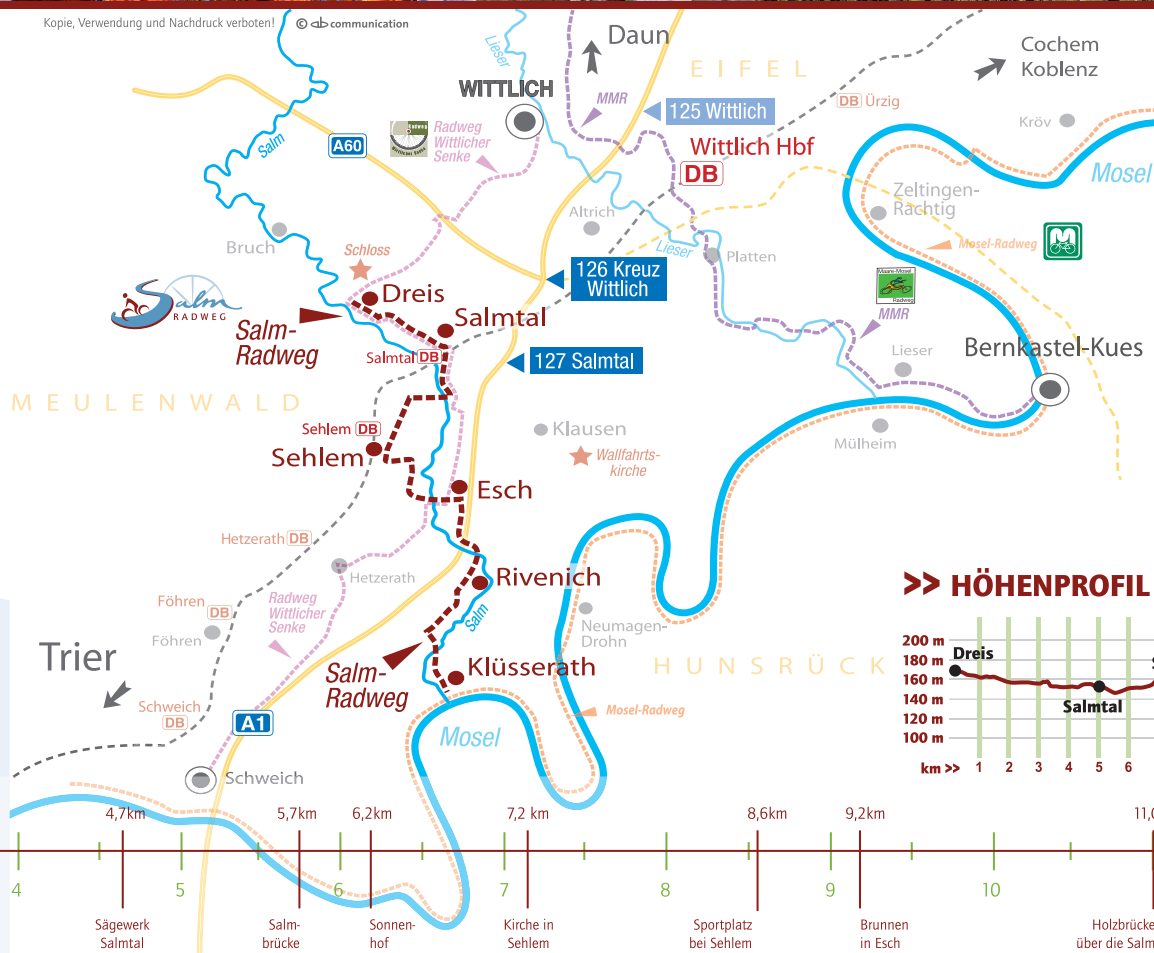 Kopie, Verwendung und Nachdruck verboten!
communication
Lieser
Daun
EIFEL
Cochem
Koblenz
WITTLICH
MMR
125 Wittlich
DB Ürzig
Kröv
Salm
A60
Radweg
Wittlicher
Senke
Wittlich Hbf
DB
Mosel
Zeltingen-
Rachtig
Altrich
Bruch
Schloss
Lieser
Platten
Mosel-Radweg
M
126 Kreuz
Wittlich
Maare-Mosel
Radweg
Salm
RADWEG
Dreis
Salmtal
MMR
Salm-
Radweg
Salmtal DB
127 Salmtal
Lieser
Bernkastel-Kues
MEULENWALD
Sehlem DB
Klausen
Mülheim
Sehlem
Wallfahrts-
kirche
Esch
Hetzerath DB
Hetzerath
Rivenich
>> HÖHENPROFIL
Föhren
DB
Föhren
Radweg
Wittlicher
Senke
Salm
Neumagen-
Drohn
200 m
180 m
160 m
140 m
120 m
100 m
Dreis
Salmtal
S
km >> 1 2 3 4 5 6
Trier
Salm-
Radweg
Klüsserath
HUNSRÜCK
Schweich
DB
A1
Mosel-Radweg
Mosel
Schweich
4,7km 5,7km 6,2km 7,2 km 8,6km 9,2km 11,0
4 5 6 7 8 9 10
Sägewerk
Salmtal
Salm-
brücke
Sonnen-
hof
Kirche in
Sehlem
Sportplatz
bei Sehlem
Brunnen
in Esch
Holzbrücke
über die Salm